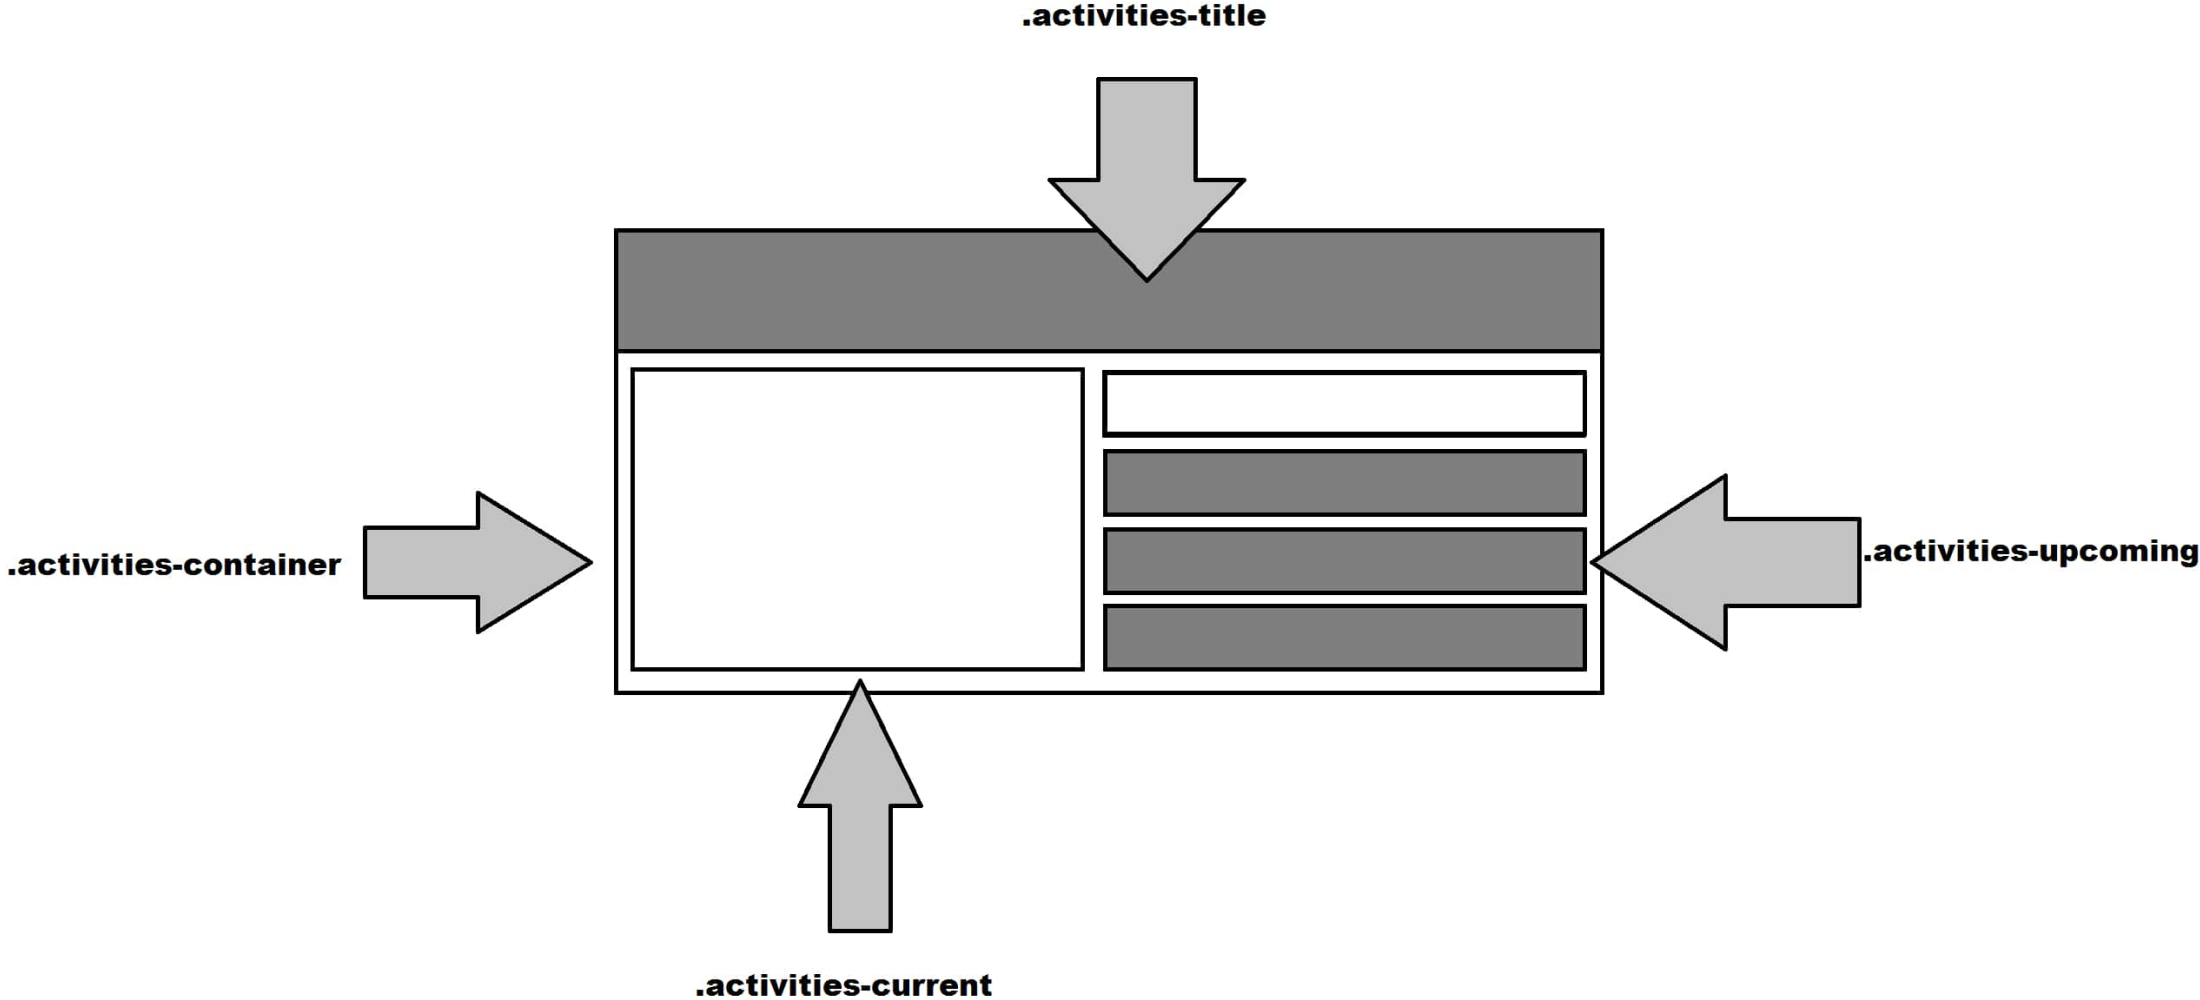 .activities-title
.activities-container
.activities-upcoming
.activities-current